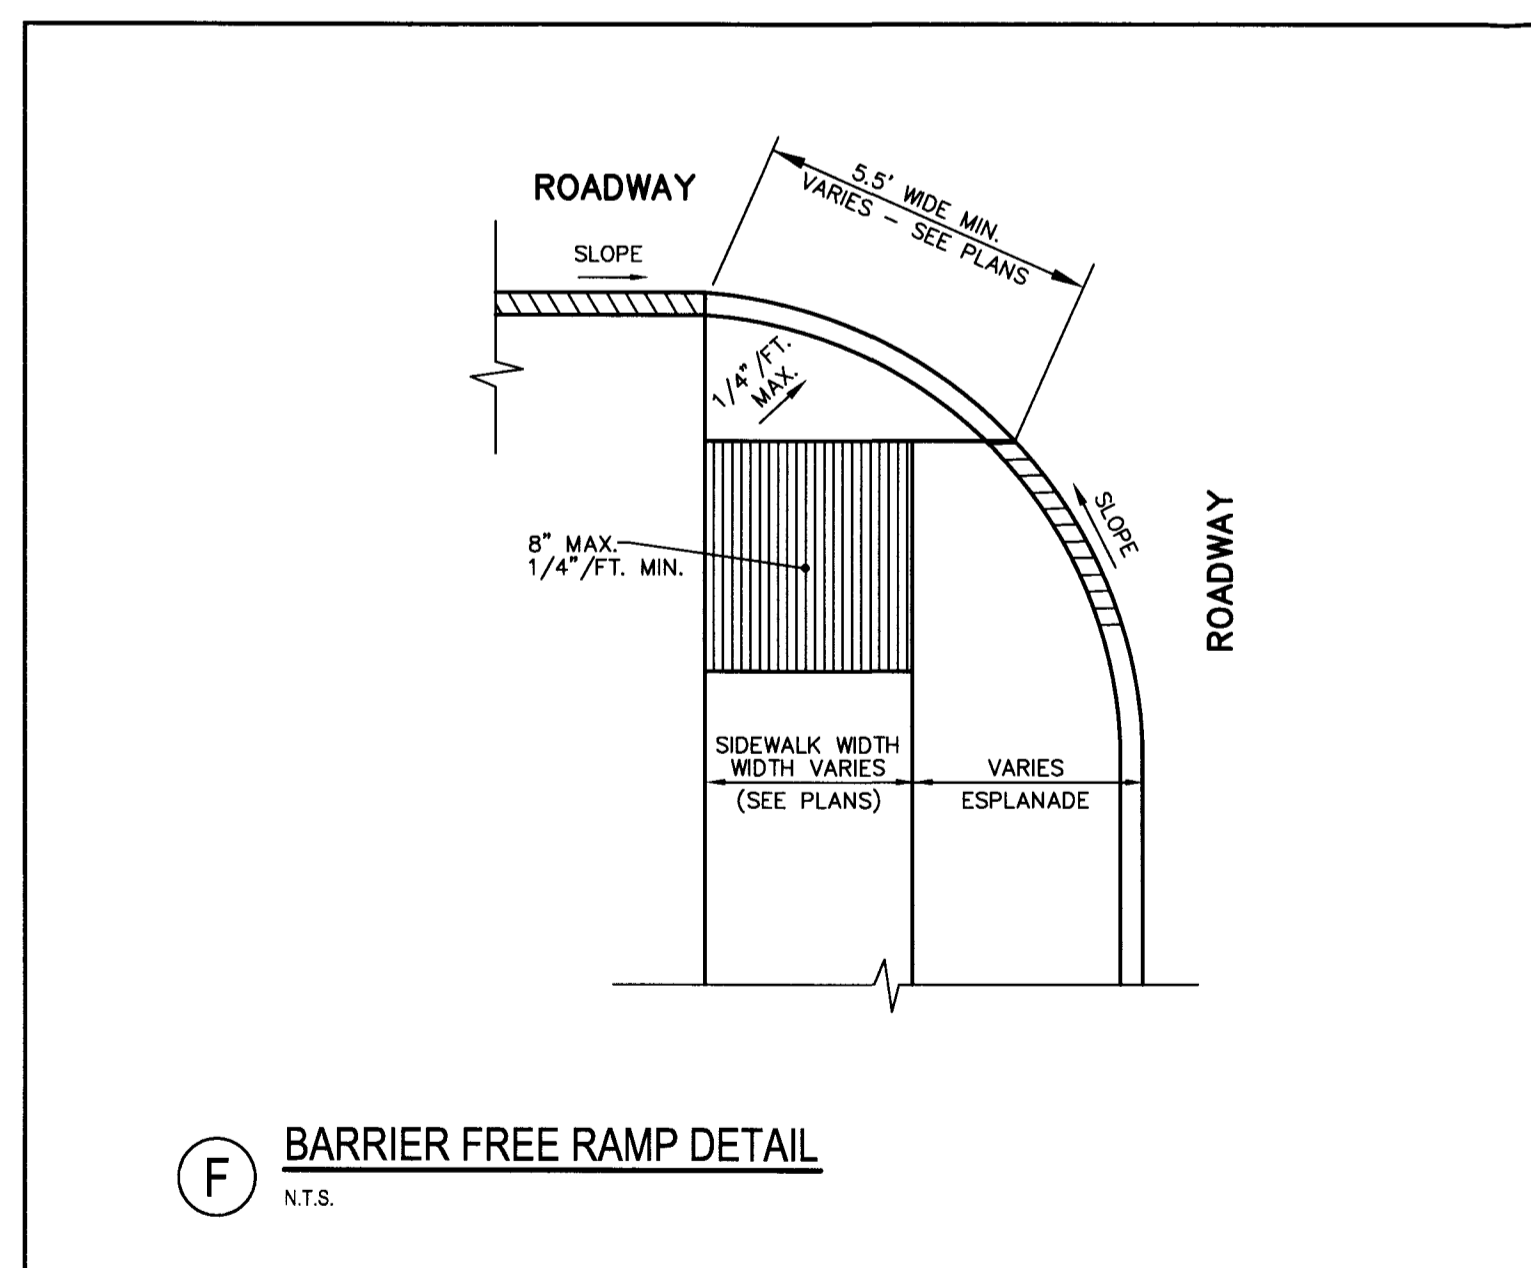 ROADWAY
SLOPE
5.5' WIDE MIN.
VARIES - SEE PLANS
1/4"/FT.
MAX.
8" MAX.
1/4"/FT. MIN.
SLOPE
ROADWAY
SIDEWALK WIDTH
WIDTH VARIES
(SEE PLANS)
VARIES
ESPLANADE
F
BARRIER FREE RAMP DETAIL
N.T.S.